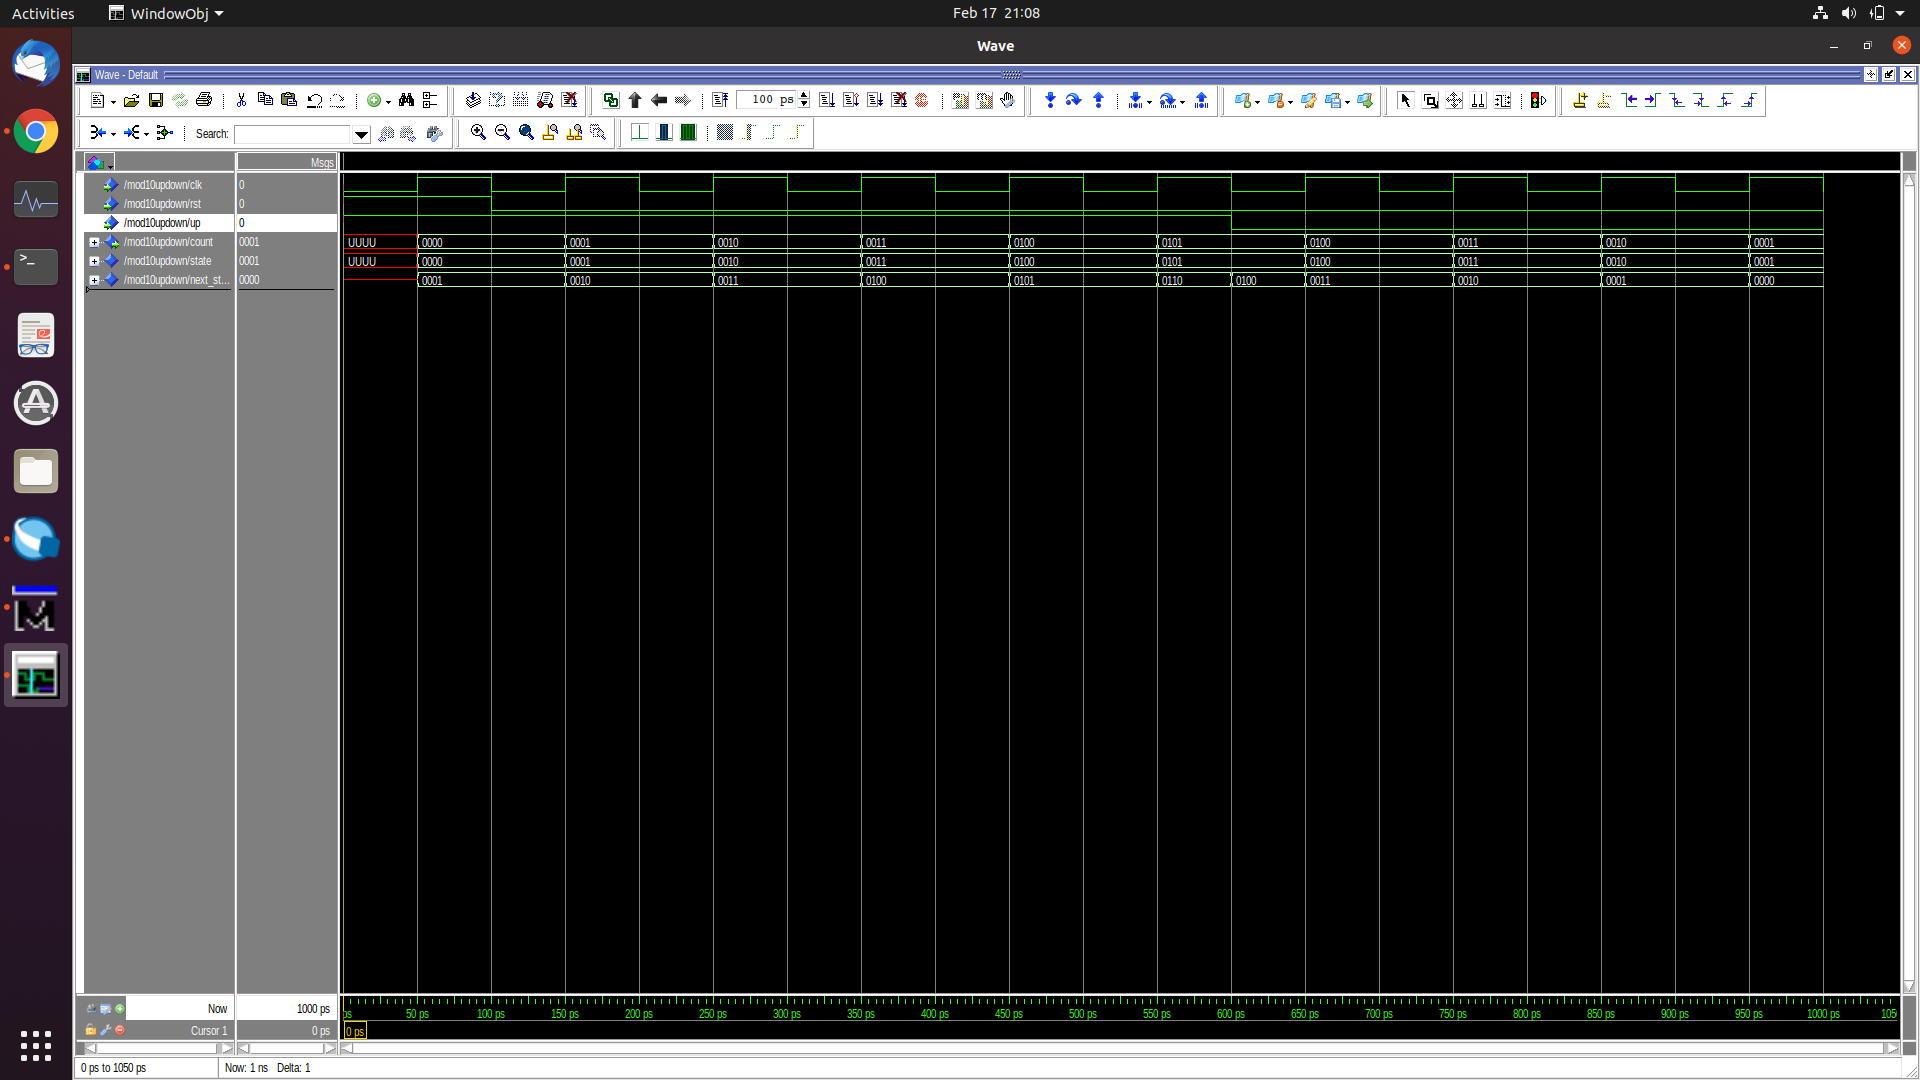 Activities WindowObj Feb 17 21:08
Wave
Wave - Default
100 ps
Search:
Msgs
/mod10updown/clk 0
/mod10updown/rst 0
/mod10updown/up 0
/mod10updown/count 0001 UUUU 0000 0001 0010 0011 0100 0101 0100 0011 0010 0001
/mod10updown/state 0001 UUUU 0000 0001 0010 0011 0100 0101 0100 0011 0010 0001
/mod10updown/next_st... 0000 0001 0010 0011 0100 0101 0110 0100 0011 0010 0001 0000
Now 1000 ps ps 50 ps 100 ps 150 ps 200 ps 250 ps 300 ps 350 ps 400 ps 450 ps 500 ps 550 ps 600 ps 650 ps 700 ps 750 ps 800 ps 850 ps 900 ps 950 ps 1000 ps 105
Cursor 1 0 ps 0 ps
0 ps to 1050 ps Now: 1 ns Delta: 1